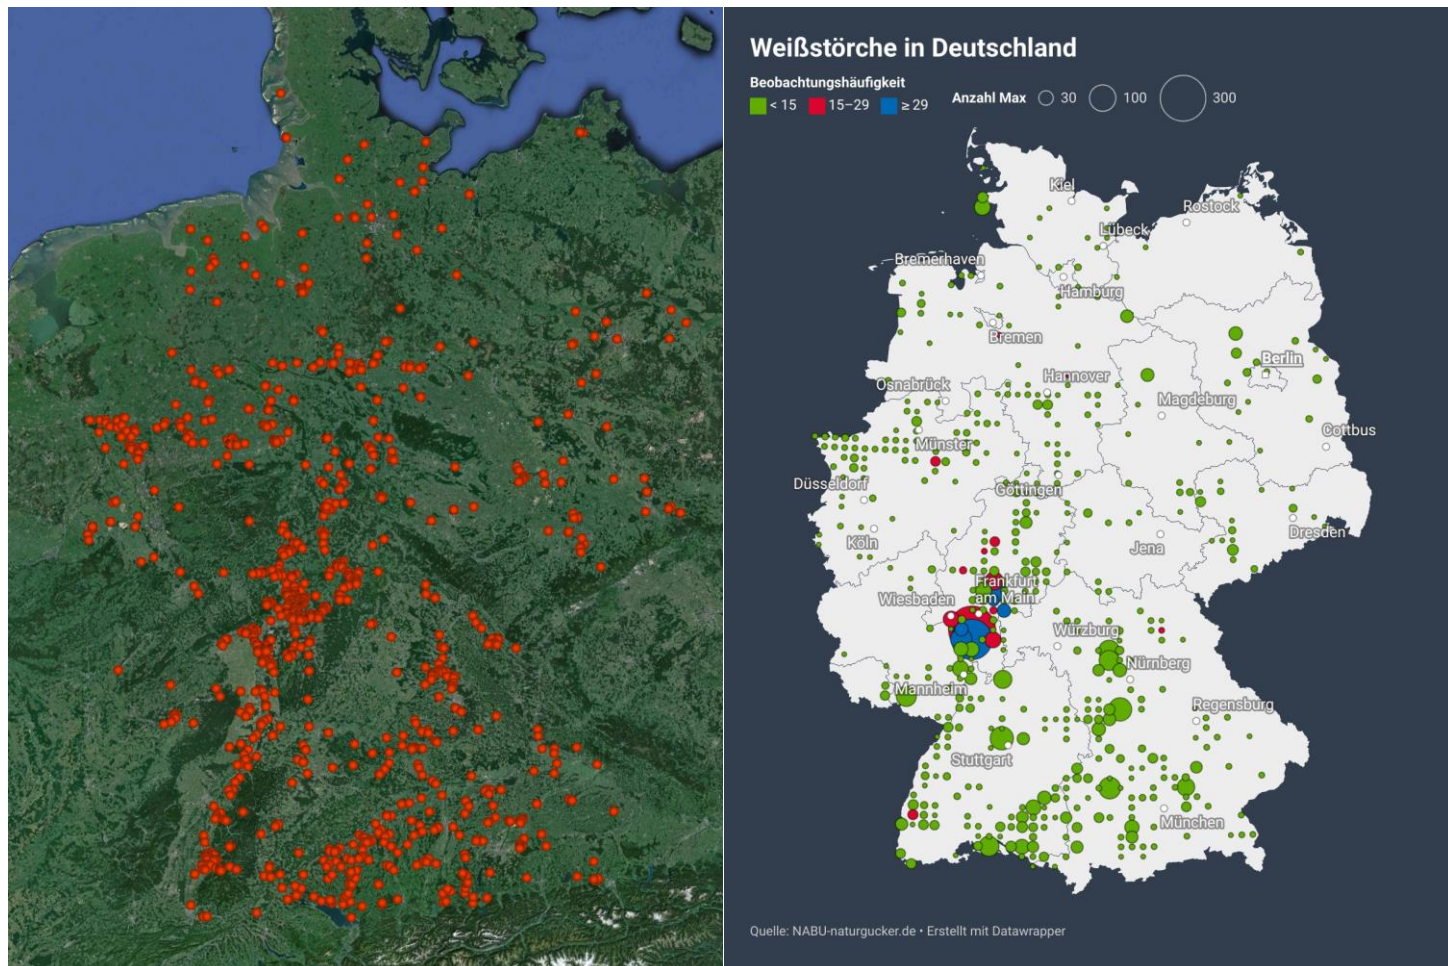 Weißstörche in Deutschland
Beobachtungshäufigkeit
< 15 15–29 ≥ 29 Anzahl Max 30 100 300
Kiel
Rostock
Lübeck
Bremerhaven
Hamburg
Bremen
Berlin
Hannover
Osnabrück
Magdeburg
Cottbus
Münster
Düsseldorf
Göttingen
Dresden
Köln
Jena
Frankfurt
am Main
Wiesbaden
Würzburg
Nürnberg
Mannheim
Regensburg
Stuttgart
München
Quelle: NABU-naturgucker.de • Erstellt mit Datawrapper